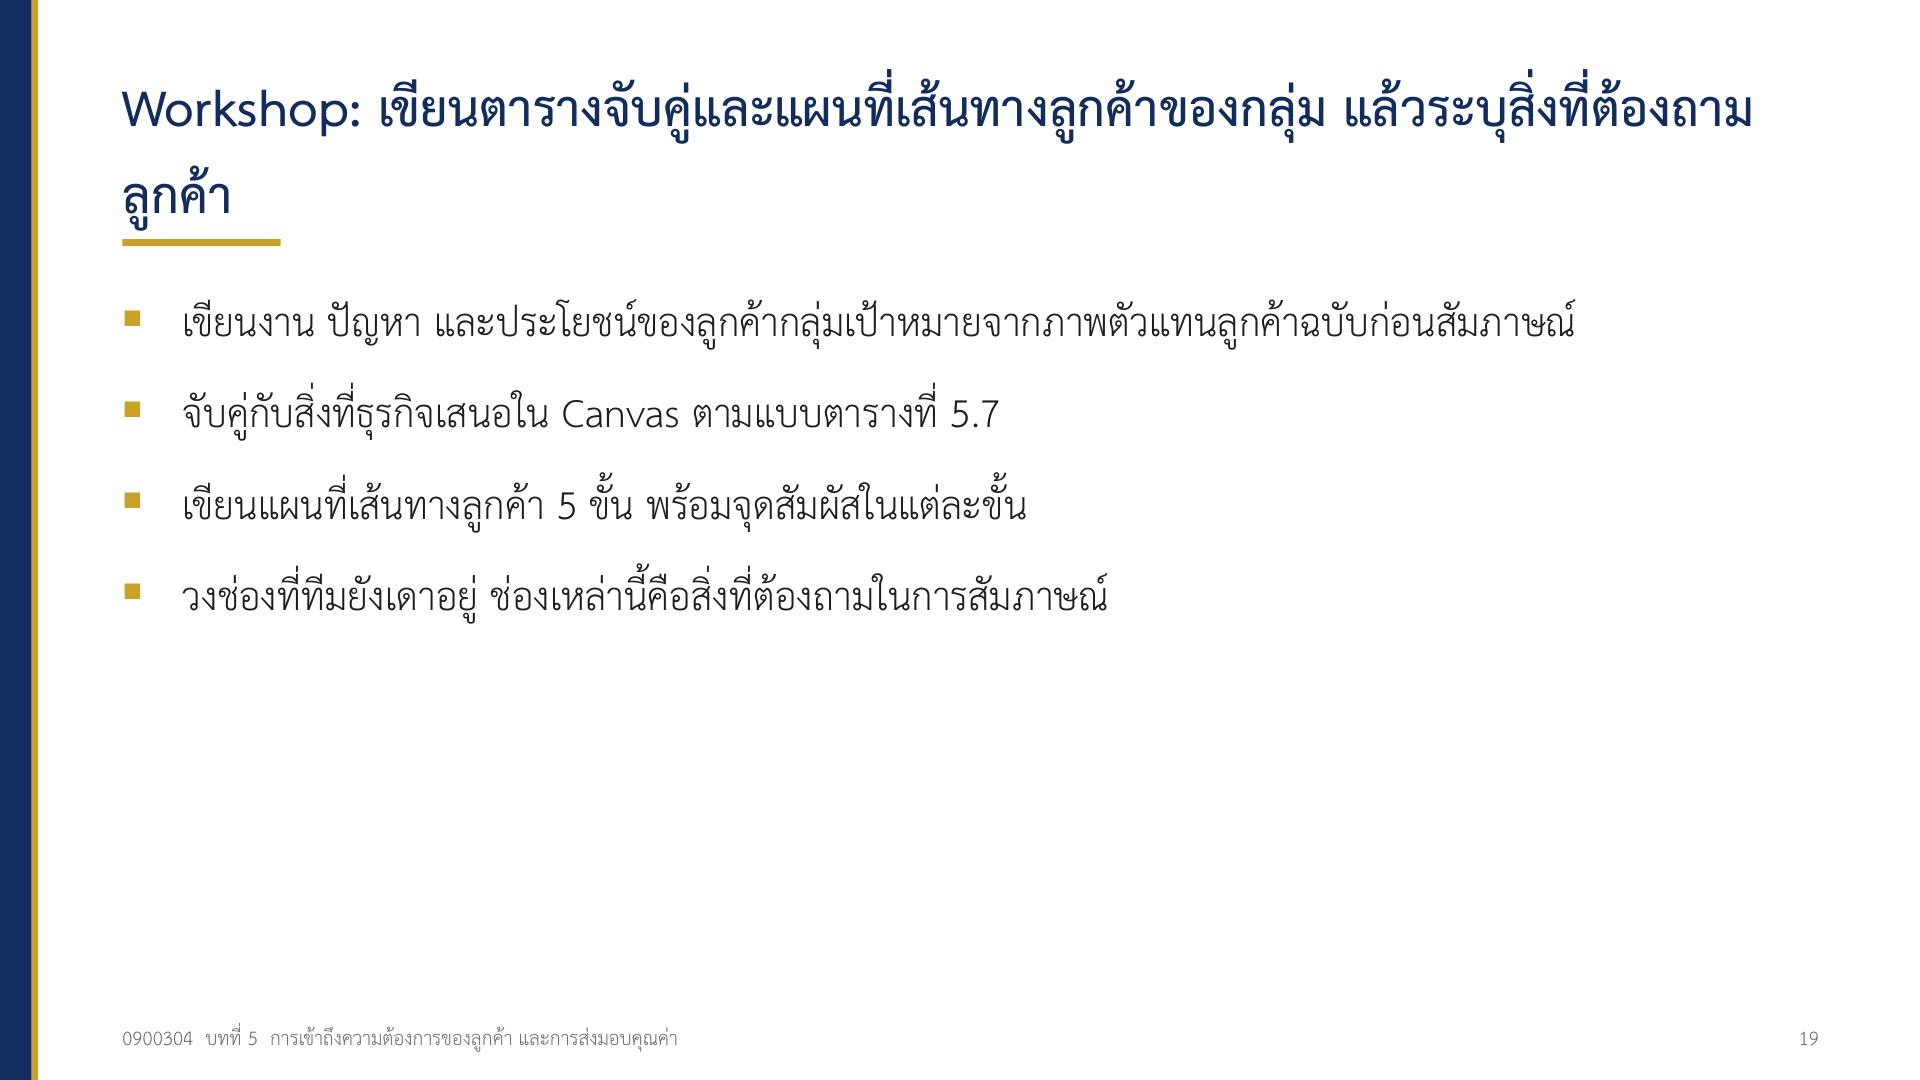 Workshop: เขียนตารางจับคู่และแผนที่เส้นทางลูกค้าของกลุ่ม แล้วระบุสิ่งที่ต้องถาม
ลูกค้า
เขียนงาน ปัญหา และประโยชน์ของลูกค้ากลุ่มเป้าหมายจากภาพตัวแทนลูกค้าฉบับก่อนสัมภาษณ์
จับคู่กับสิ่งที่ธุรกิจเสนอใน Canvas ตามแบบตารางที่ 5.7
เขียนแผนที่เส้นทางลูกค้า 5 ขั้น พร้อมจุดสัมผัสในแต่ละขั้น
วงช่องที่ทีมยังเดาอยู่ ช่องเหล่านี้คือสิ่งที่ต้องถามในการสัมภาษณ์
0900304 บทที่ 5 การเข้าถึงความต้องการของลูกค้า และการส่งมอบคุณค่า
19